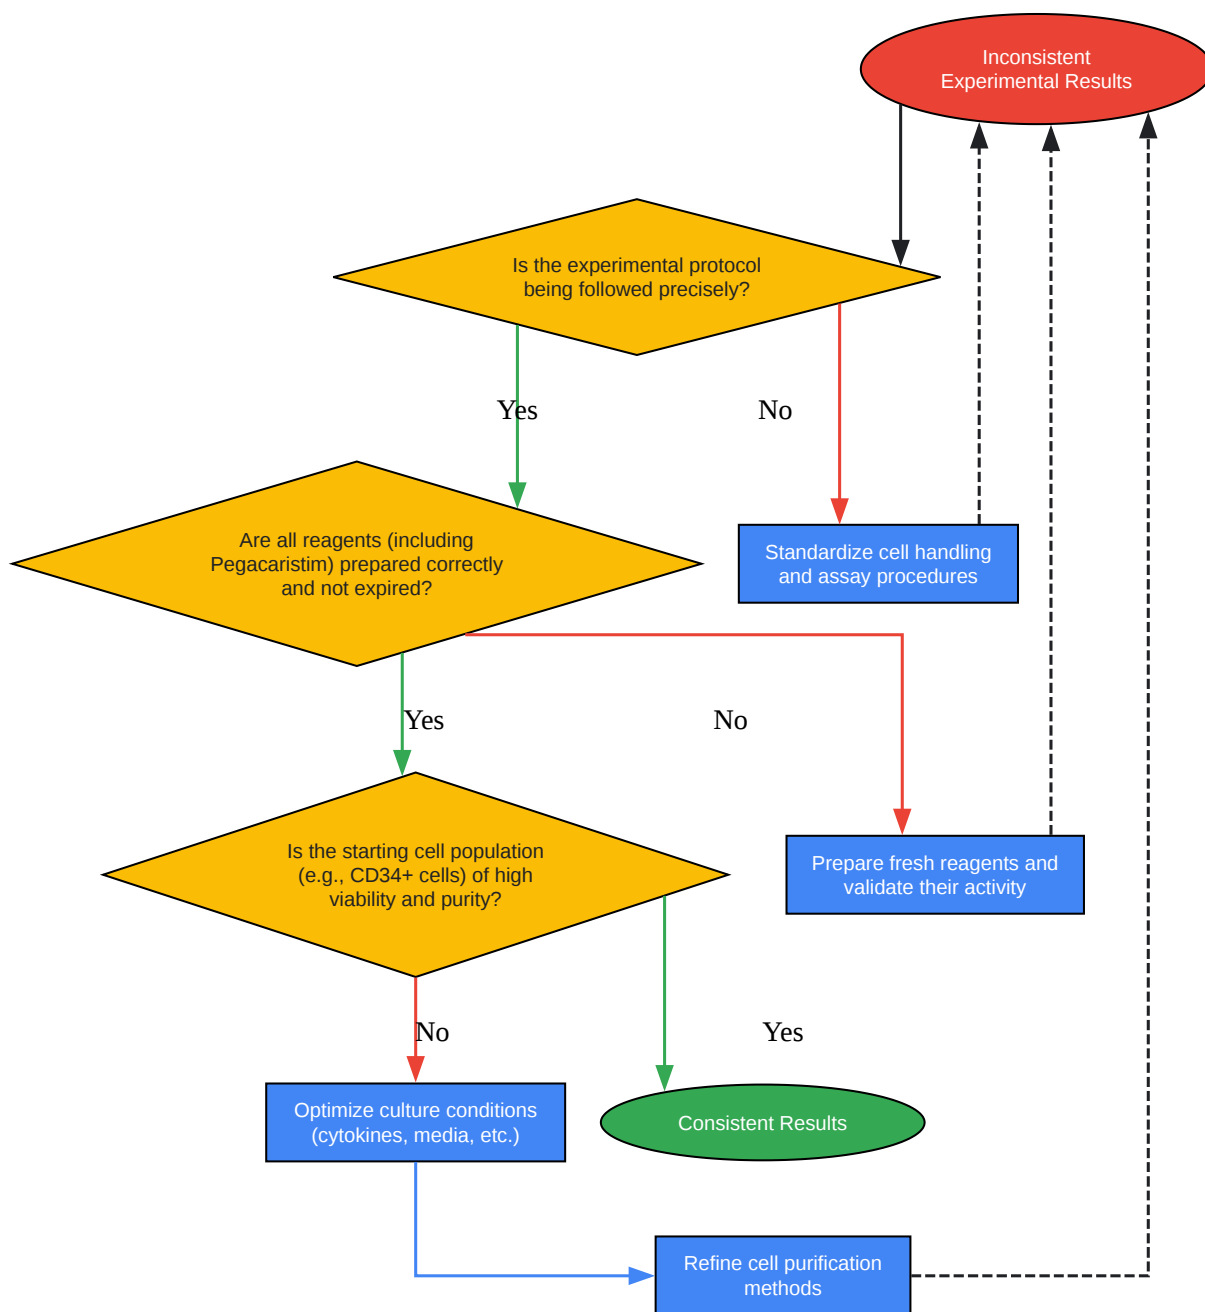 Inconsistent
Experimental Results
Is the experimental protocol
being followed precisely?
Yes
No
Are all reagents (including
Pegacaristim) prepared correctly
and not expired?
Standardize cell handling
and assay procedures
Yes
No
Is the starting cell population
(e.g., CD34+ cells) of high
viability and purity?
Prepare fresh reagents and
validate their activity
No
Yes
Optimize culture conditions
(cytokines, media, etc.)
Consistent Results
Refine cell purification
methods